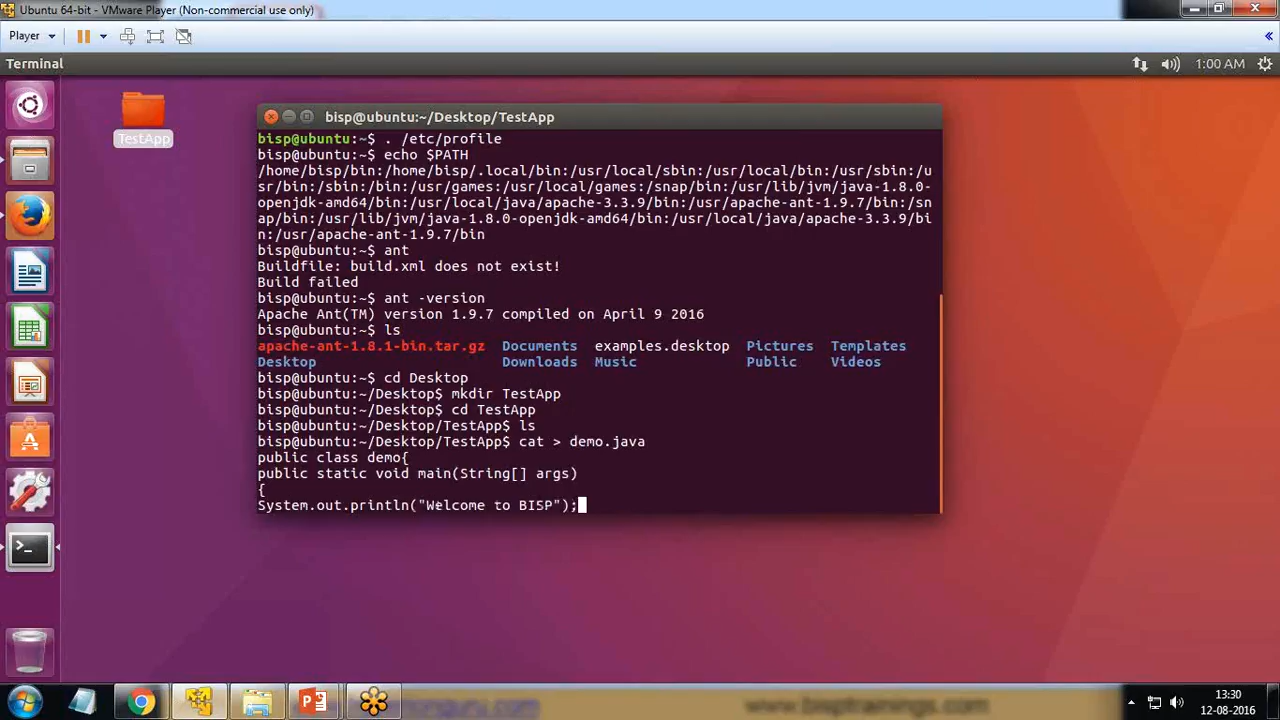 Ubuntu 64-bit - VMware Player (Non-commercial use only)
Player
Terminal
1:00 AM
TestApp
bisp@ubuntu:~/Desktop/TestApp
bisp@ubuntu:~$ . /etc/profile
bisp@ubuntu:~$ echo $PATH
/home/bisp/bin:/home/bisp/.local/bin:/usr/local/sbin:/usr/local/bin:/usr/sbin:/u
sr/bin:/sbin:/bin:/usr/games:/usr/local/games:/snap/bin:/usr/lib/jvm/java-1.8.0-
openjdk-amd64/bin:/usr/local/java/apache-3.3.9/bin:/usr/apache-ant-1.9.7/bin:/sn
ap/bin:/usr/lib/jvm/java-1.8.0-openjdk-amd64/bin:/usr/local/java/apache-3.3.9/bi
n:/usr/apache-ant-1.9.7/bin
bisp@ubuntu:~$ ant
Buildfile: build.xml does not exist!
Build failed
bisp@ubuntu:~$ ant -version
Apache Ant(TM) version 1.9.7 compiled on April 9 2016
bisp@ubuntu:~$ ls
apache-ant-1.8.1-bin.tar.gz Documents examples.desktop Pictures Templates
Desktop Downloads Music Public Videos
bisp@ubuntu:~$ cd Desktop
bisp@ubuntu:~/Desktop$ mkdir TestApp
bisp@ubuntu:~/Desktop$ cd TestApp
bisp@ubuntu:~/Desktop/TestApp$ ls
bisp@ubuntu:~/Desktop/TestApp$ cat > demo.java
public class demo{
public static void main(String[] args)
{
System.out.println("Welcome to BISP");
www.bisptrainings.com
13:30
12-08-2016